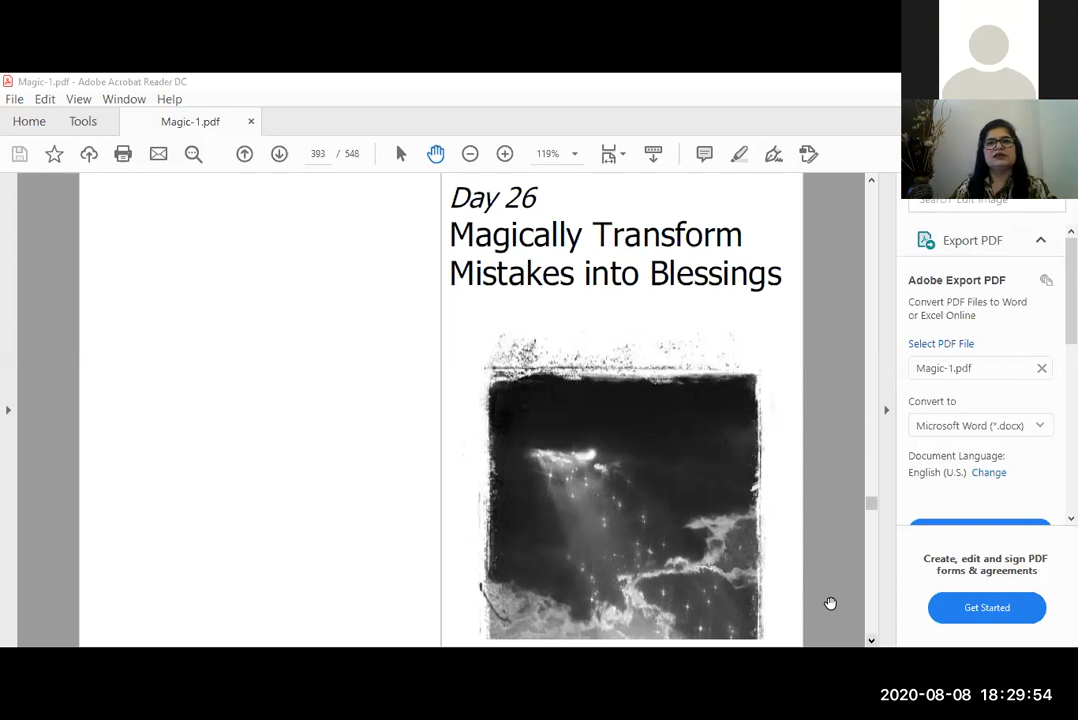 Magic-1.pdf - Adobe Acrobat Reader DC
File Edit View Window Help
Home Tools Magic-1.pdf
393 / 548 119%
Day 26
Magically Transform
Mistakes into Blessings
Search 'Edit Image'
Export PDF
Adobe Export PDF
Convert PDF Files to Word
or Excel Online
Select PDF File
Magic-1.pdf
Convert to
Microsoft Word (*.docx)
Document Language:
English (U.S.) Change
Create, edit and sign PDF
forms & agreements
Get Started
2020-08-08 18:29:54